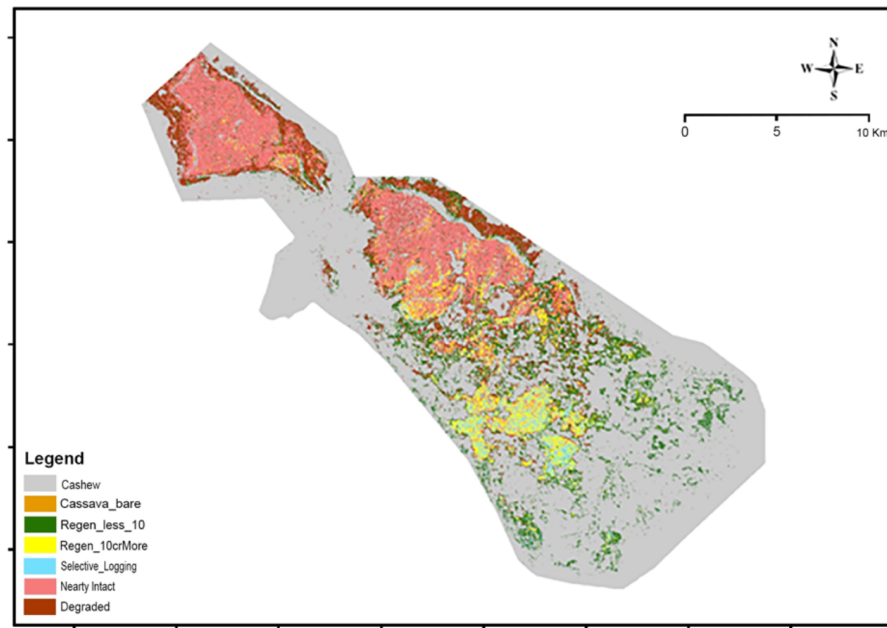 N
W E
S
0 5 10 Km
Legend
Cashew
Cassava_bare
Regen_less_10
Regen_10crMore
Selective_Logging
Nearty Intact
Degraded